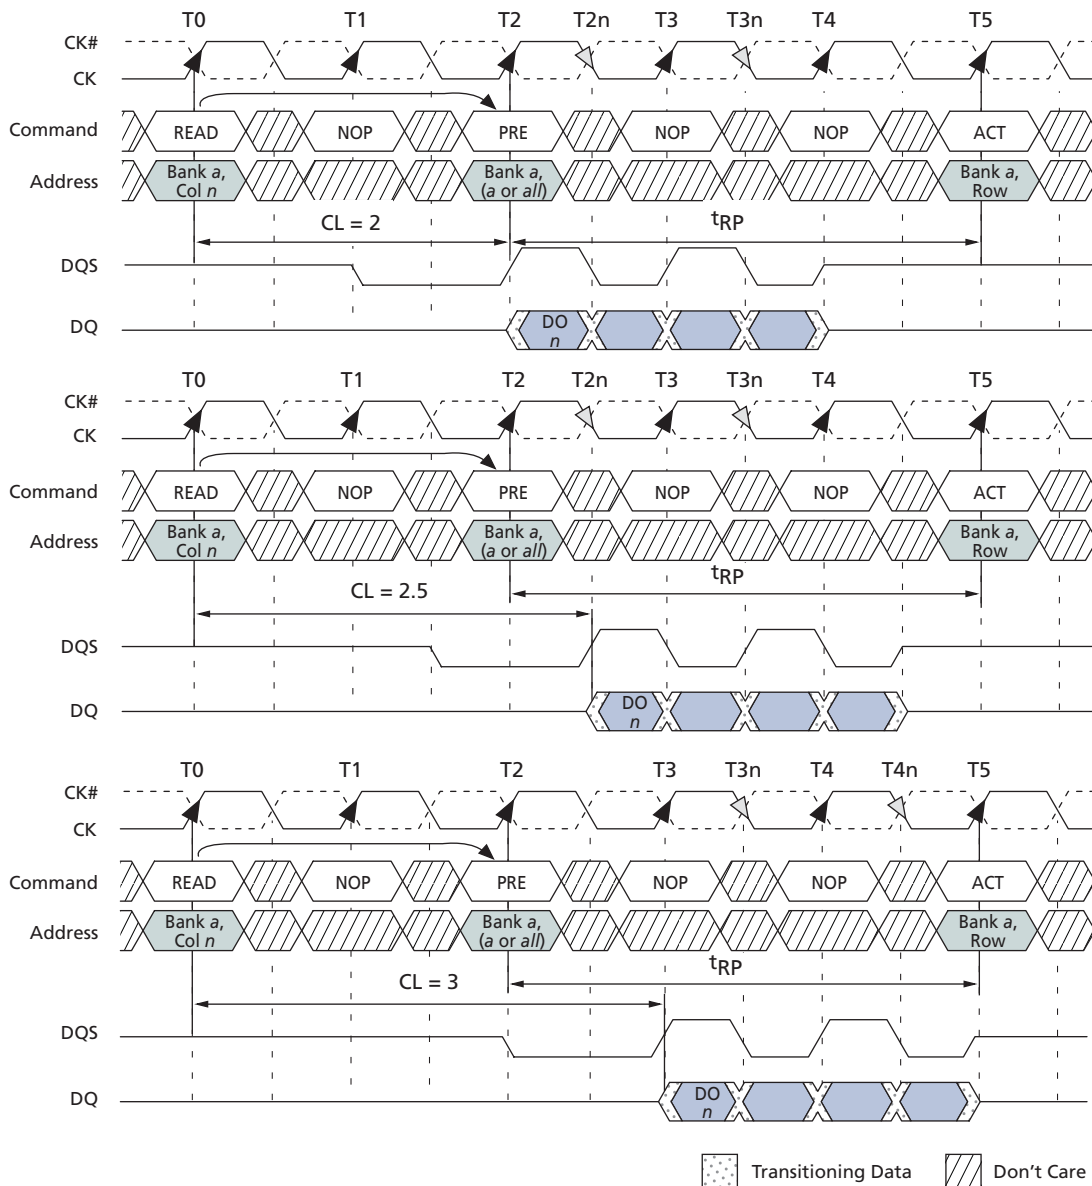 T0 T1 T2 T2n T3 T3n T4 T5
CK#
CK
Command READ NOP PRE NOP NOP ACT
Address Bank a, Col n Bank a, (a or all) Bank a, Row
CL = 2 tRP
DQS
DQ DO n
T0 T1 T2 T2n T3 T3n T4 T5
CK#
CK
Command READ NOP PRE NOP NOP ACT
Address Bank a, Col n Bank a, (a or all) Bank a, Row
CL = 2.5 tRP
DQS
DQ DO n
T0 T1 T2 T3 T3n T4 T4n T5
CK#
CK
Command READ NOP PRE NOP NOP ACT
Address Bank a, Col n Bank a, (a or all) Bank a, Row
CL = 3 tRP
DQS
DQ DO n
Transitioning Data Don't Care